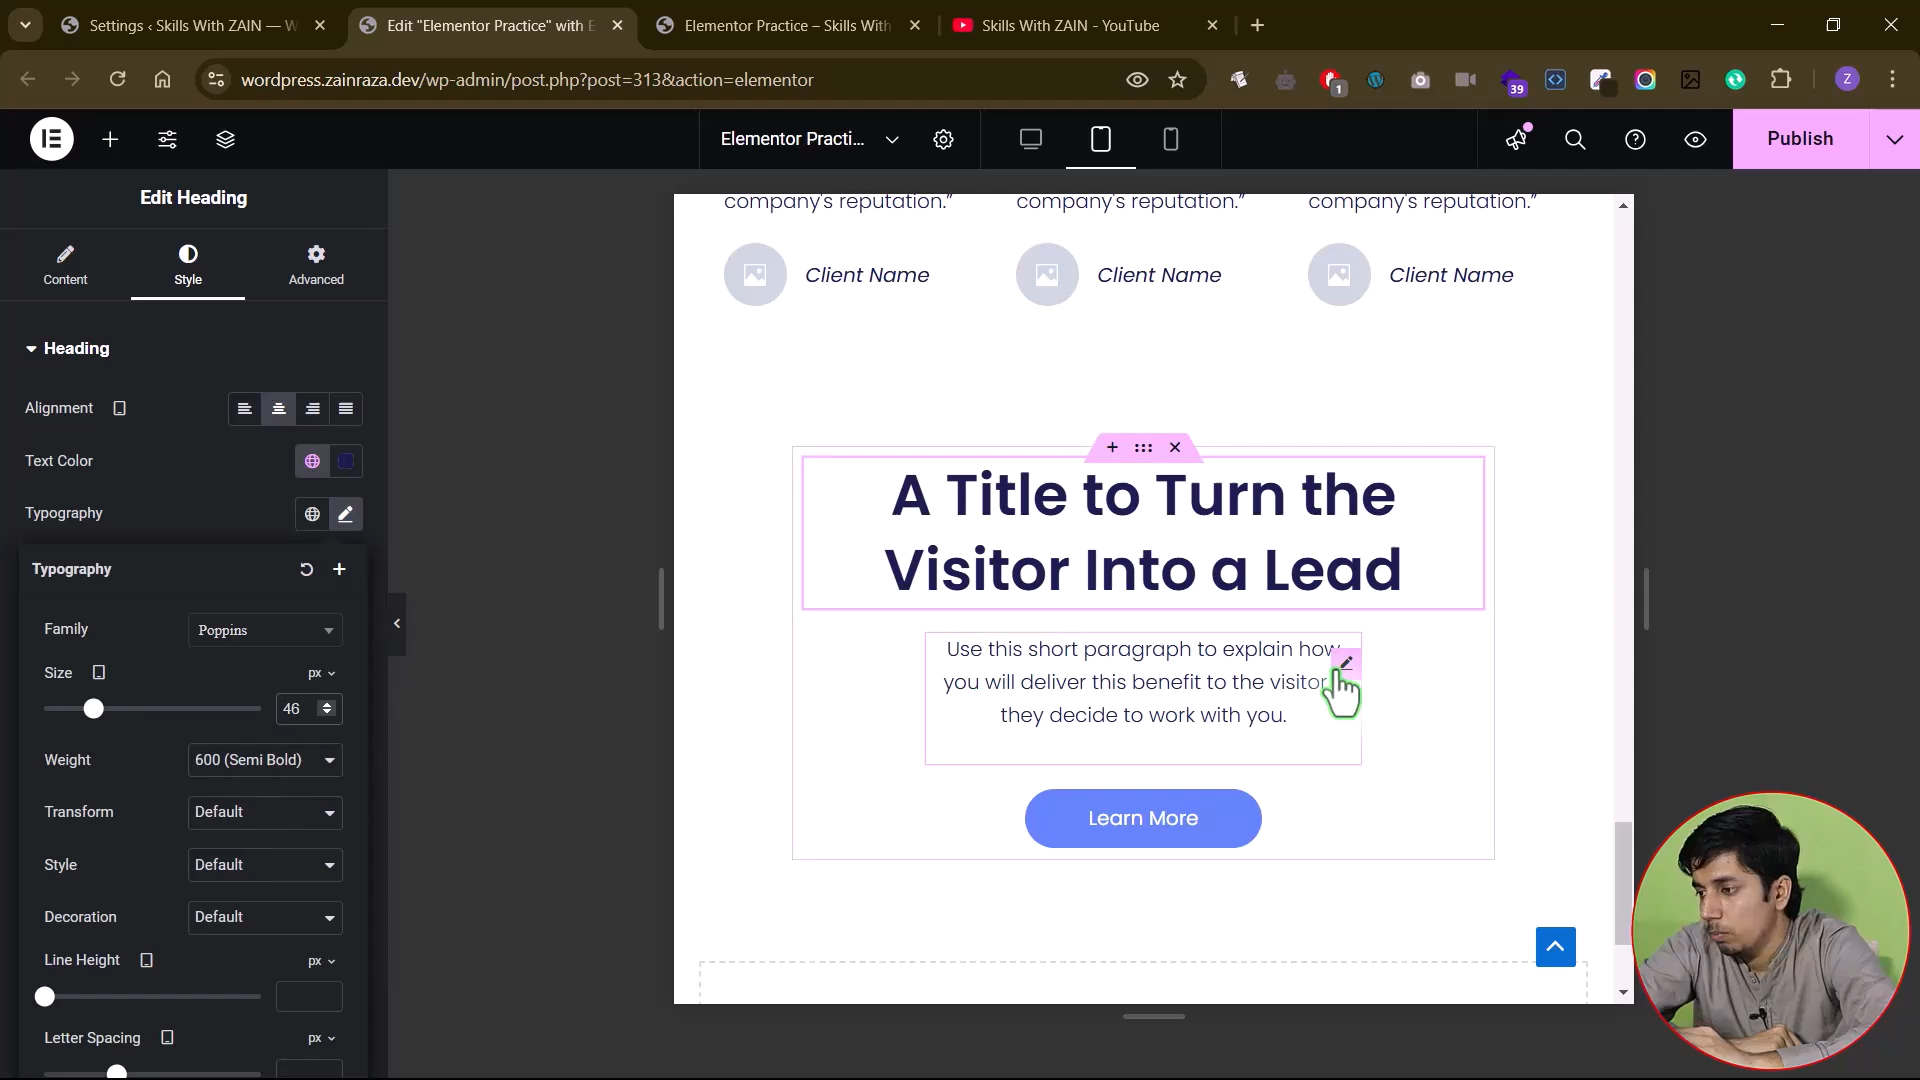 Settings ‹ Skills With ZAIN — W
Edit "Elementor Practice" with E
Elementor Practice – Skills With
Skills With ZAIN - YouTube
wordpress.zainraza.dev/wp-admin/post.php?post=313&action=elementor
1
39
Z
Elementor Practi...
Publish
Edit Heading
Content
Style
Advanced
Heading
Alignment
Text Color
Typography
Typography
Family
Poppins
Size
px
46
Weight
600 (Semi Bold)
Transform
Default
Style
Default
Decoration
Default
Line Height
px
Letter Spacing
px
company's reputation.”
company's reputation.”
company's reputation.”
Client Name
Client Name
Client Name
A Title to Turn the
Visitor Into a Lead
Use this short paragraph to explain how
you will deliver this benefit to the visitor
they decide to work with you.
Learn More